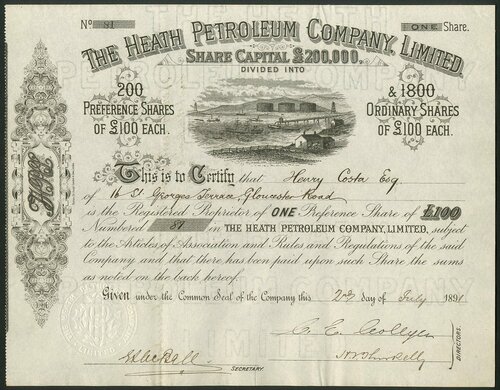 No 81 ONE Share.
THE HEATH PETROLEUM COMPANY, LIMITED
SHARE CAPITAL £200,000.
DIVIDED INTO
200 & 1800
PREFERENCE SHARES ORDINARY SHARES
OF £100 EACH. OF £100 EACH.
This is to Certify that Henry Costa Esq.
of 16 St. Georges Terrace, Gloucester Road
is the Registered Proprietor of ONE Preference Share of £100
Numbered 81 in THE HEATH PETROLEUM COMPANY, LIMITED, subject
to the Articles of Association and Rules and Regulations of the said
Company and that there has been paid upon such Share the sums
as noted on the back hereof.
Given under the Common Seal of the Company this 2nd day of July 1891
C. E. Collyer
DIRECTORS.
SECRETARY.